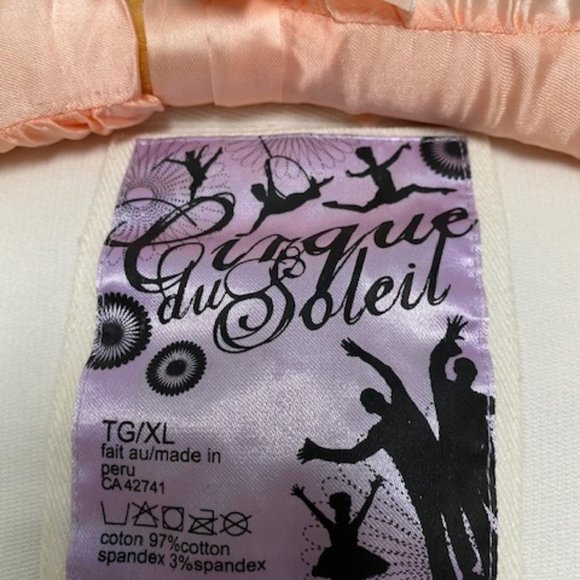 Cirque
du Soleil
TG/XL
fait au/made in
peru
CA 42741
coton 97%cotton
spandex 3%spandex